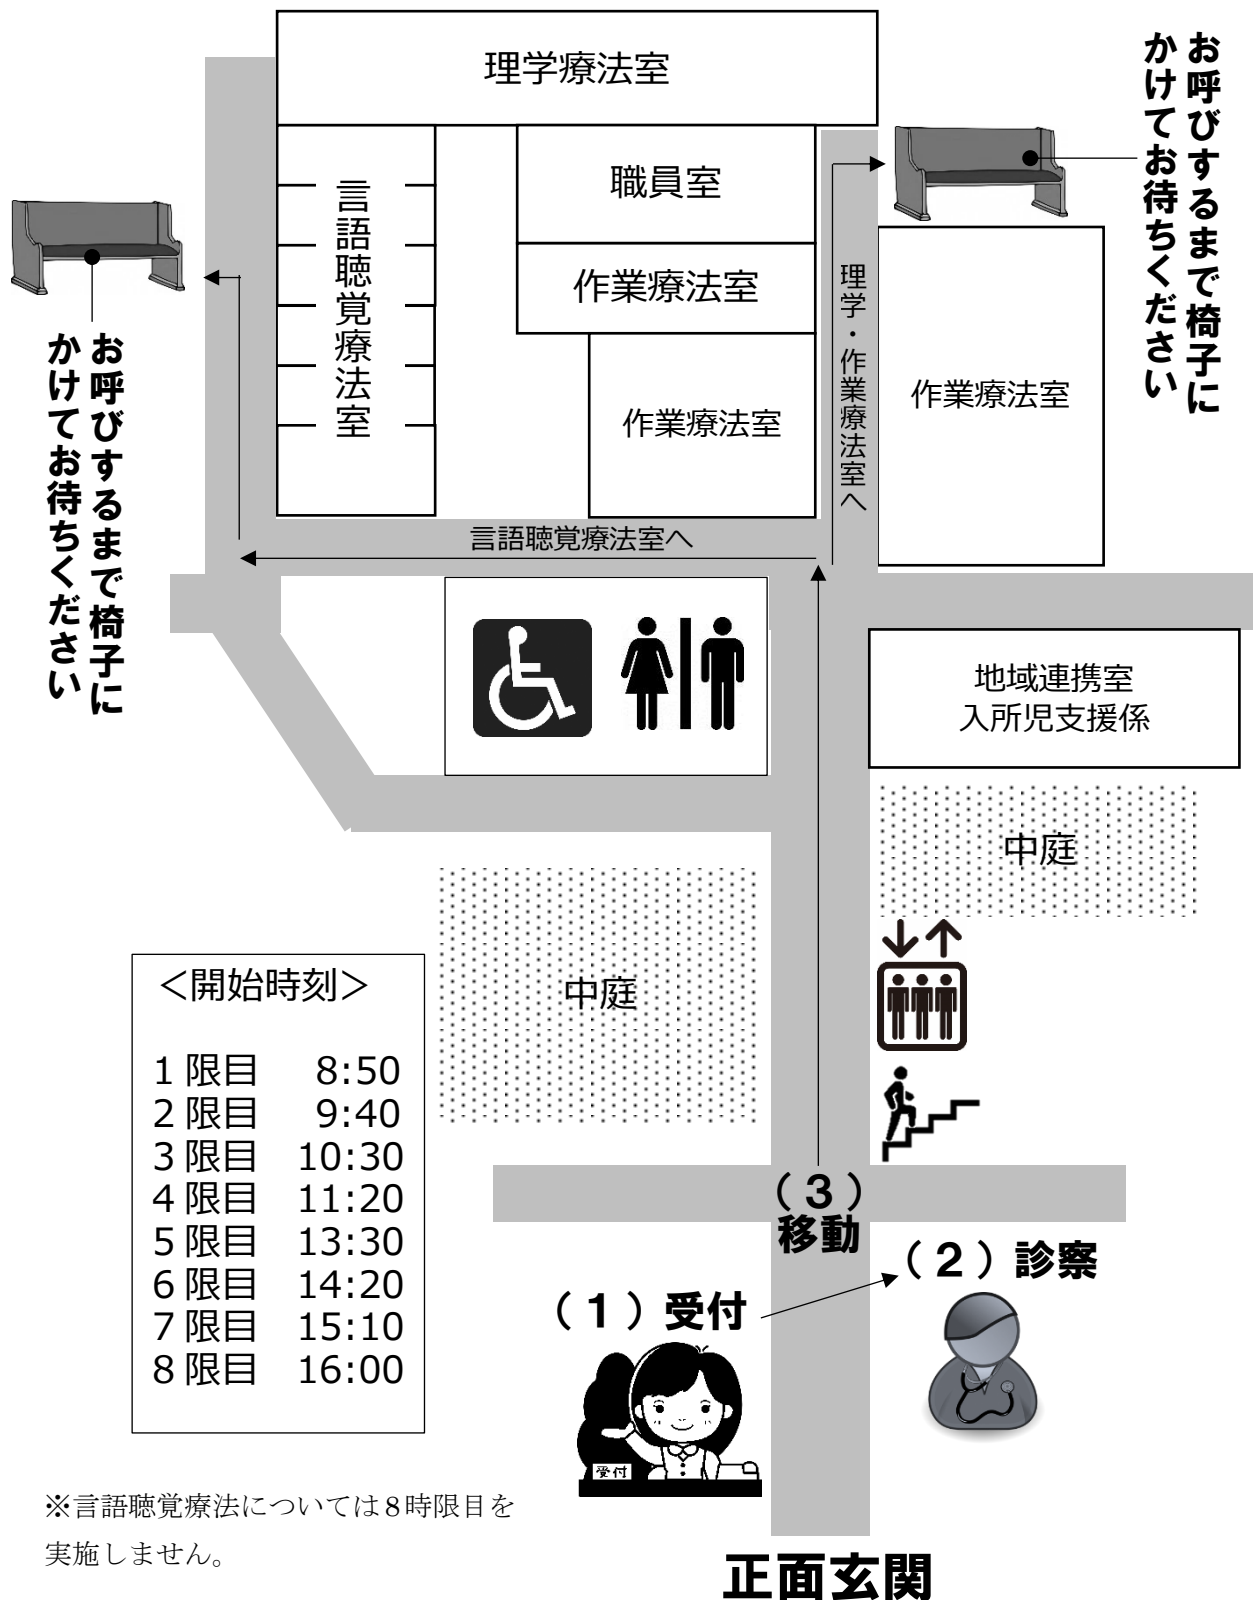 理学療法室
お呼びするまで椅子に
かけてお待ちください
職員室
言語聴覚療法室
作業療法室
理学・作業療法室へ
作業療法室
作業療法室
お呼びするまで椅子に
かけてお待ちください
言語聴覚療法室へ
地域連携室
入所児支援係
中庭
中庭
＜開始時刻＞
1限目 8:50
2限目 9:40
3限目 10:30
4限目 11:20
5限目 13:30
6限目 14:20
7限目 15:10
8限目 16:00
（3）
移動
（2）診察
（1）受付
受付
※言語聴覚療法については８時限目を
実施しません。
正面玄関